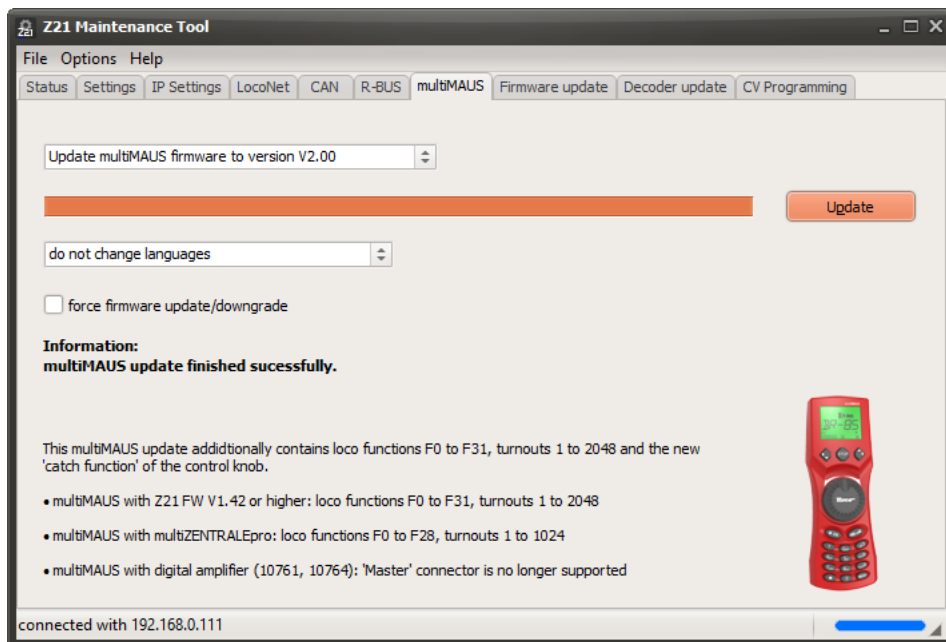 Z21 Maintenance Tool
File Options Help
Status Settings IP Settings LocoNet CAN R-BUS multiMAUS Firmware update Decoder update CV Programming
Update multiMAUS firmware to version V2.00
Update
do not change languages
force firmware update/downgrade
Information:
multiMAUS update finished sucessfully.
This multiMAUS update addidtionally contains loco functions F0 to F31, turnouts 1 to 2048 and the new
'catch function' of the control knob.
• multiMAUS with Z21 FW V1.42 or higher: loco functions F0 to F31, turnouts 1 to 2048
• multiMAUS with multiZENTRALEpro: loco functions F0 to F28, turnouts 1 to 1024
• multiMAUS with digital amplifier (10761, 10764): 'Master' connector is no longer supported
connected with 192.168.0.111